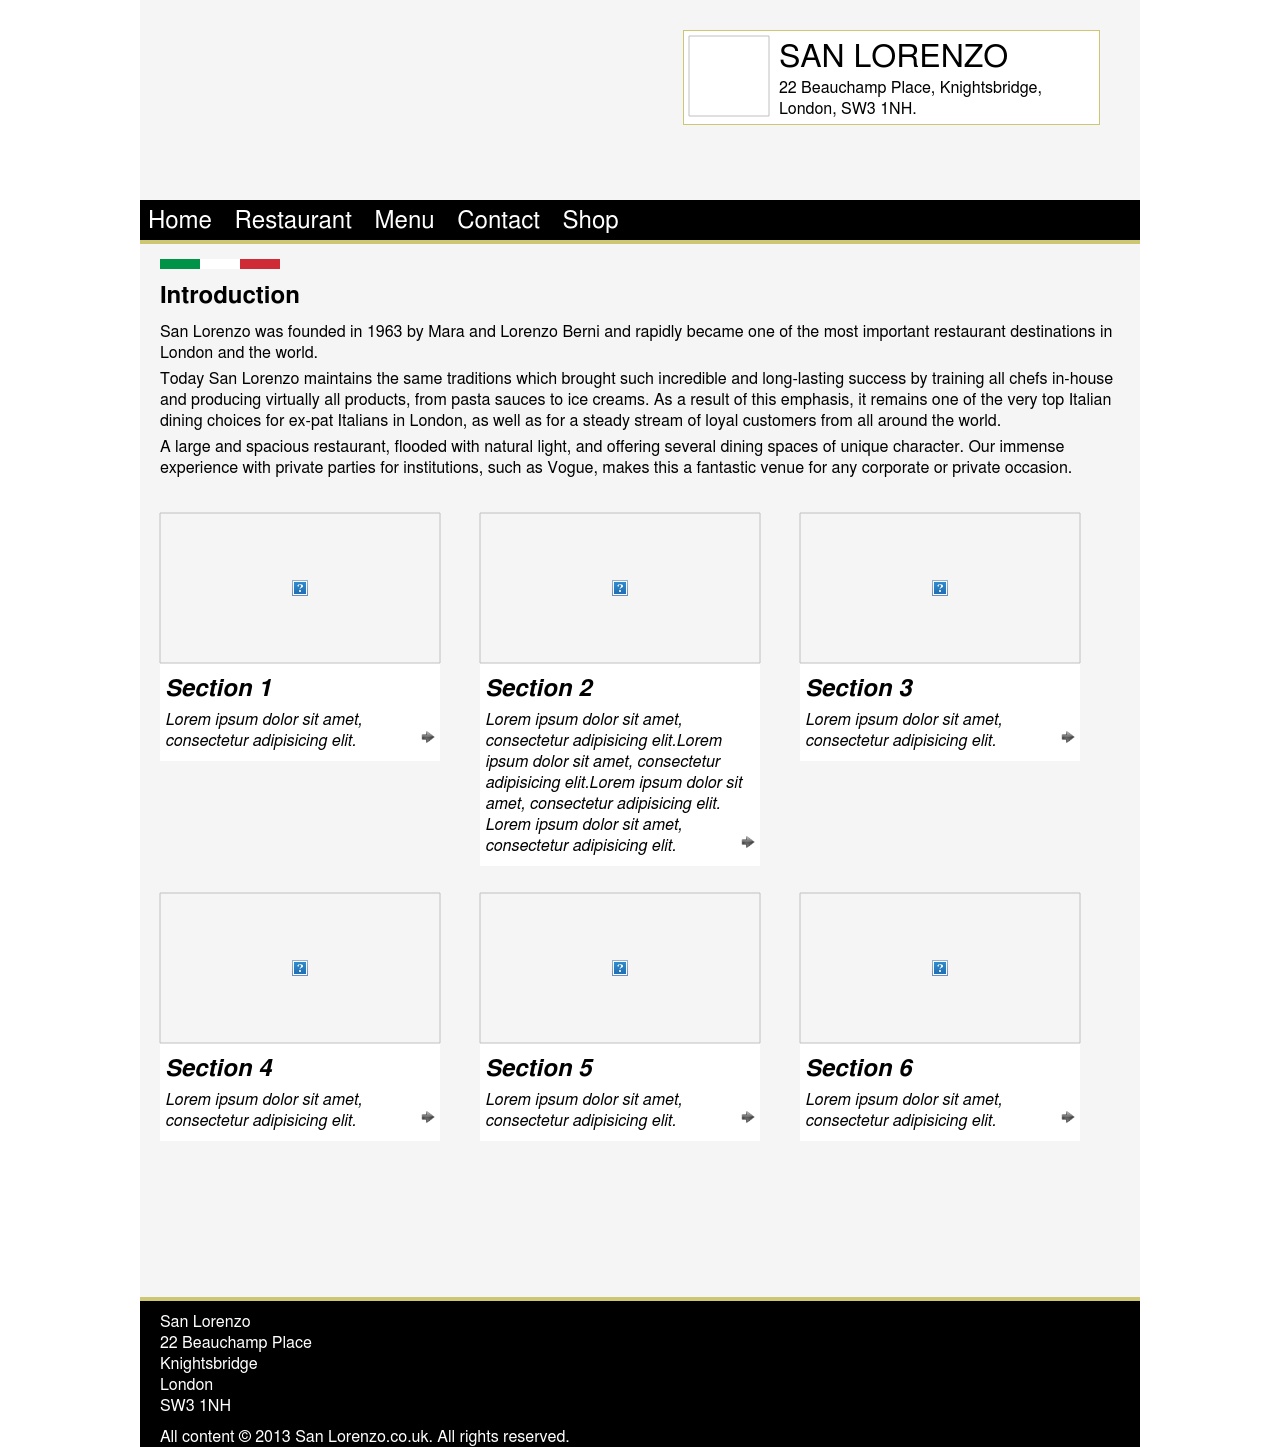 SAN LORENZO
22 Beauchamp Place, Knightsbridge,
London, SW3 1NH.
Home Restaurant Menu Contact Shop
Introduction
San Lorenzo was founded in 1963 by Mara and Lorenzo Berni and rapidly became one of the most important restaurant destinations in
London and the world.
Today San Lorenzo maintains the same traditions which brought such incredible and long-lasting success by training all chefs in-house
and producing virtually all products, from pasta sauces to ice creams. As a result of this emphasis, it remains one of the very top Italian
dining choices for ex-pat Italians in London, as well as for a steady stream of loyal customers from all around the world.
A large and spacious restaurant, flooded with natural light, and offering several dining spaces of unique character. Our immense
experience with private parties for institutions, such as Vogue, makes this a fantastic venue for any corporate or private occasion.
Section 1
Lorem ipsum dolor sit amet,
consectetur adipisicing elit.
Section 2
Lorem ipsum dolor sit amet,
consectetur adipisicing elit.Lorem
ipsum dolor sit amet, consectetur
adipisicing elit.Lorem ipsum dolor sit
amet, consectetur adipisicing elit.
Lorem ipsum dolor sit amet,
consectetur adipisicing elit.
Section 3
Lorem ipsum dolor sit amet,
consectetur adipisicing elit.
Section 4
Lorem ipsum dolor sit amet,
consectetur adipisicing elit.
Section 5
Lorem ipsum dolor sit amet,
consectetur adipisicing elit.
Section 6
Lorem ipsum dolor sit amet,
consectetur adipisicing elit.
San Lorenzo
22 Beauchamp Place
Knightsbridge
London
SW3 1NH
All content © 2013 San Lorenzo.co.uk. All rights reserved.